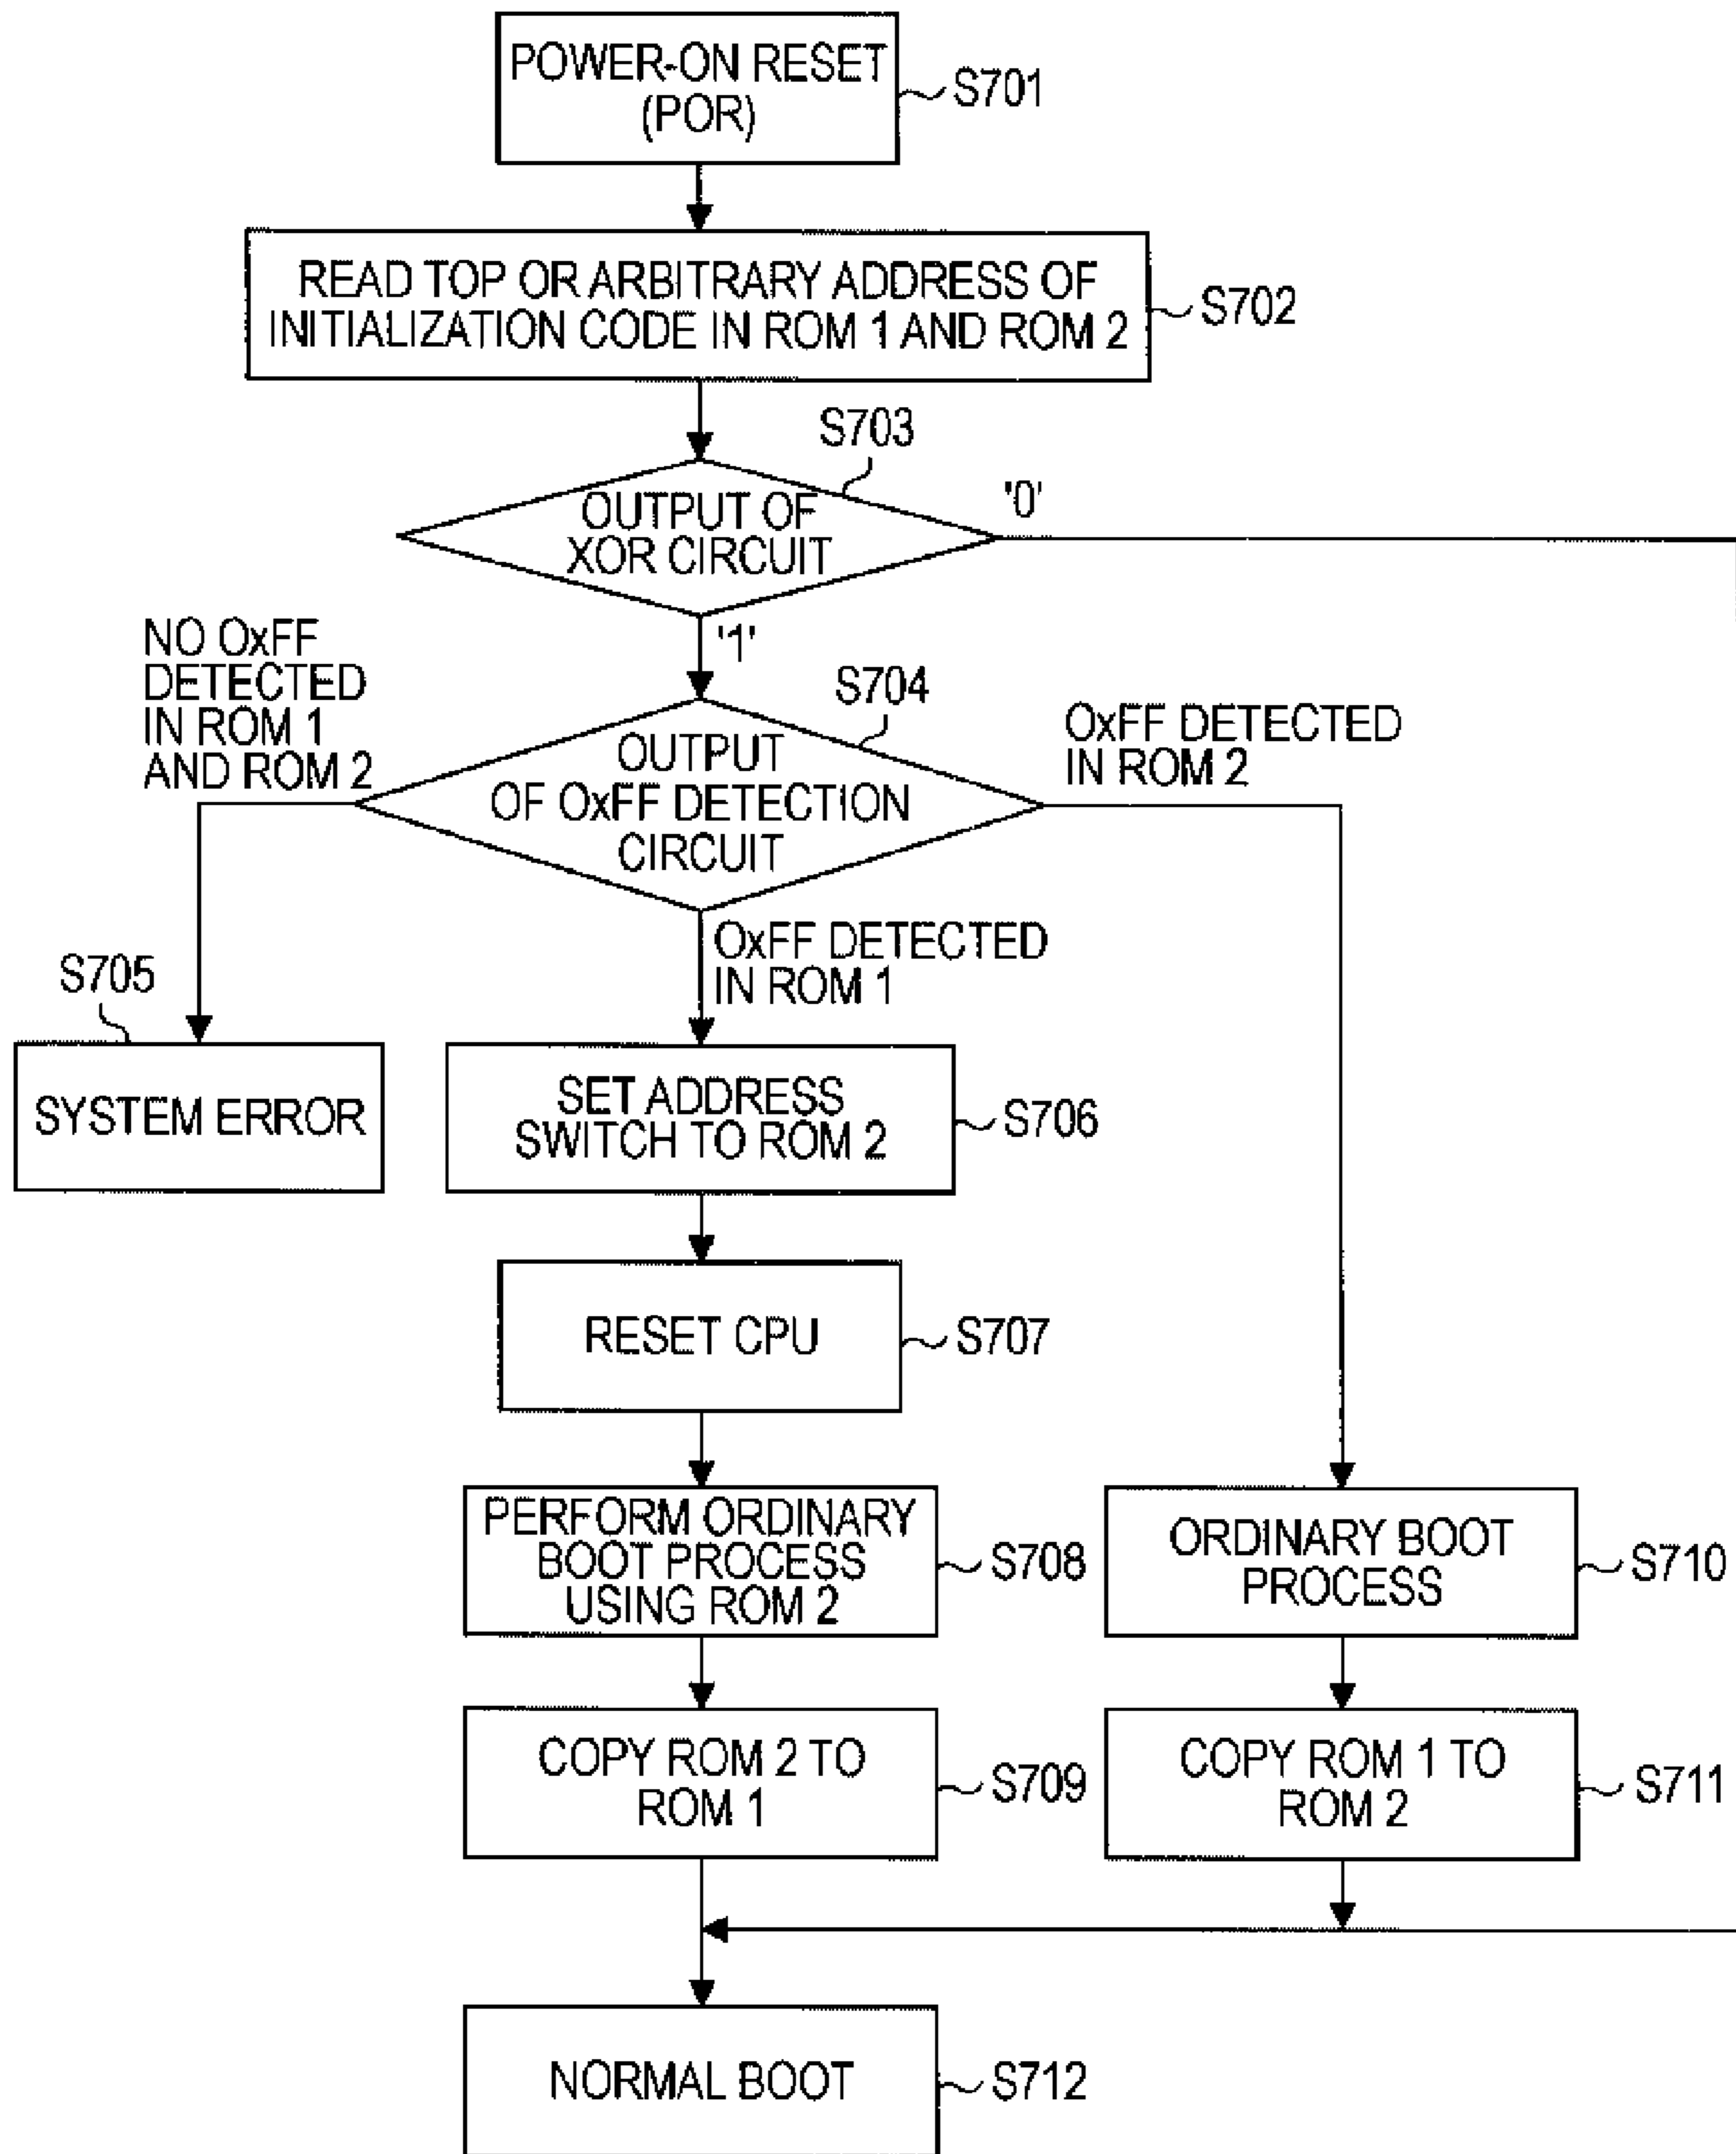 POWER-ON RESET
(POR)
S701
READ TOP OR ARBITRARY ADDRESS OF
INITIALIZATION CODE IN ROM 1 AND ROM 2
S702
S703
OUTPUT OF
XOR CIRCUIT
'0'
'1'
NO OxFF
DETECTED
IN ROM 1
AND ROM 2
S704
OUTPUT
OF OxFF DETECTION
CIRCUIT
OxFF DETECTED
IN ROM 2
OxFF DETECTED
IN ROM 1
S705
SYSTEM ERROR
SET ADDRESS
SWITCH TO ROM 2
S706
RESET CPU
S707
PERFORM ORDINARY
BOOT PROCESS
USING ROM 2
S708
ORDINARY BOOT
PROCESS
S710
COPY ROM 2 TO
ROM 1
S709
COPY ROM 1 TO
ROM 2
S711
NORMAL BOOT
S712